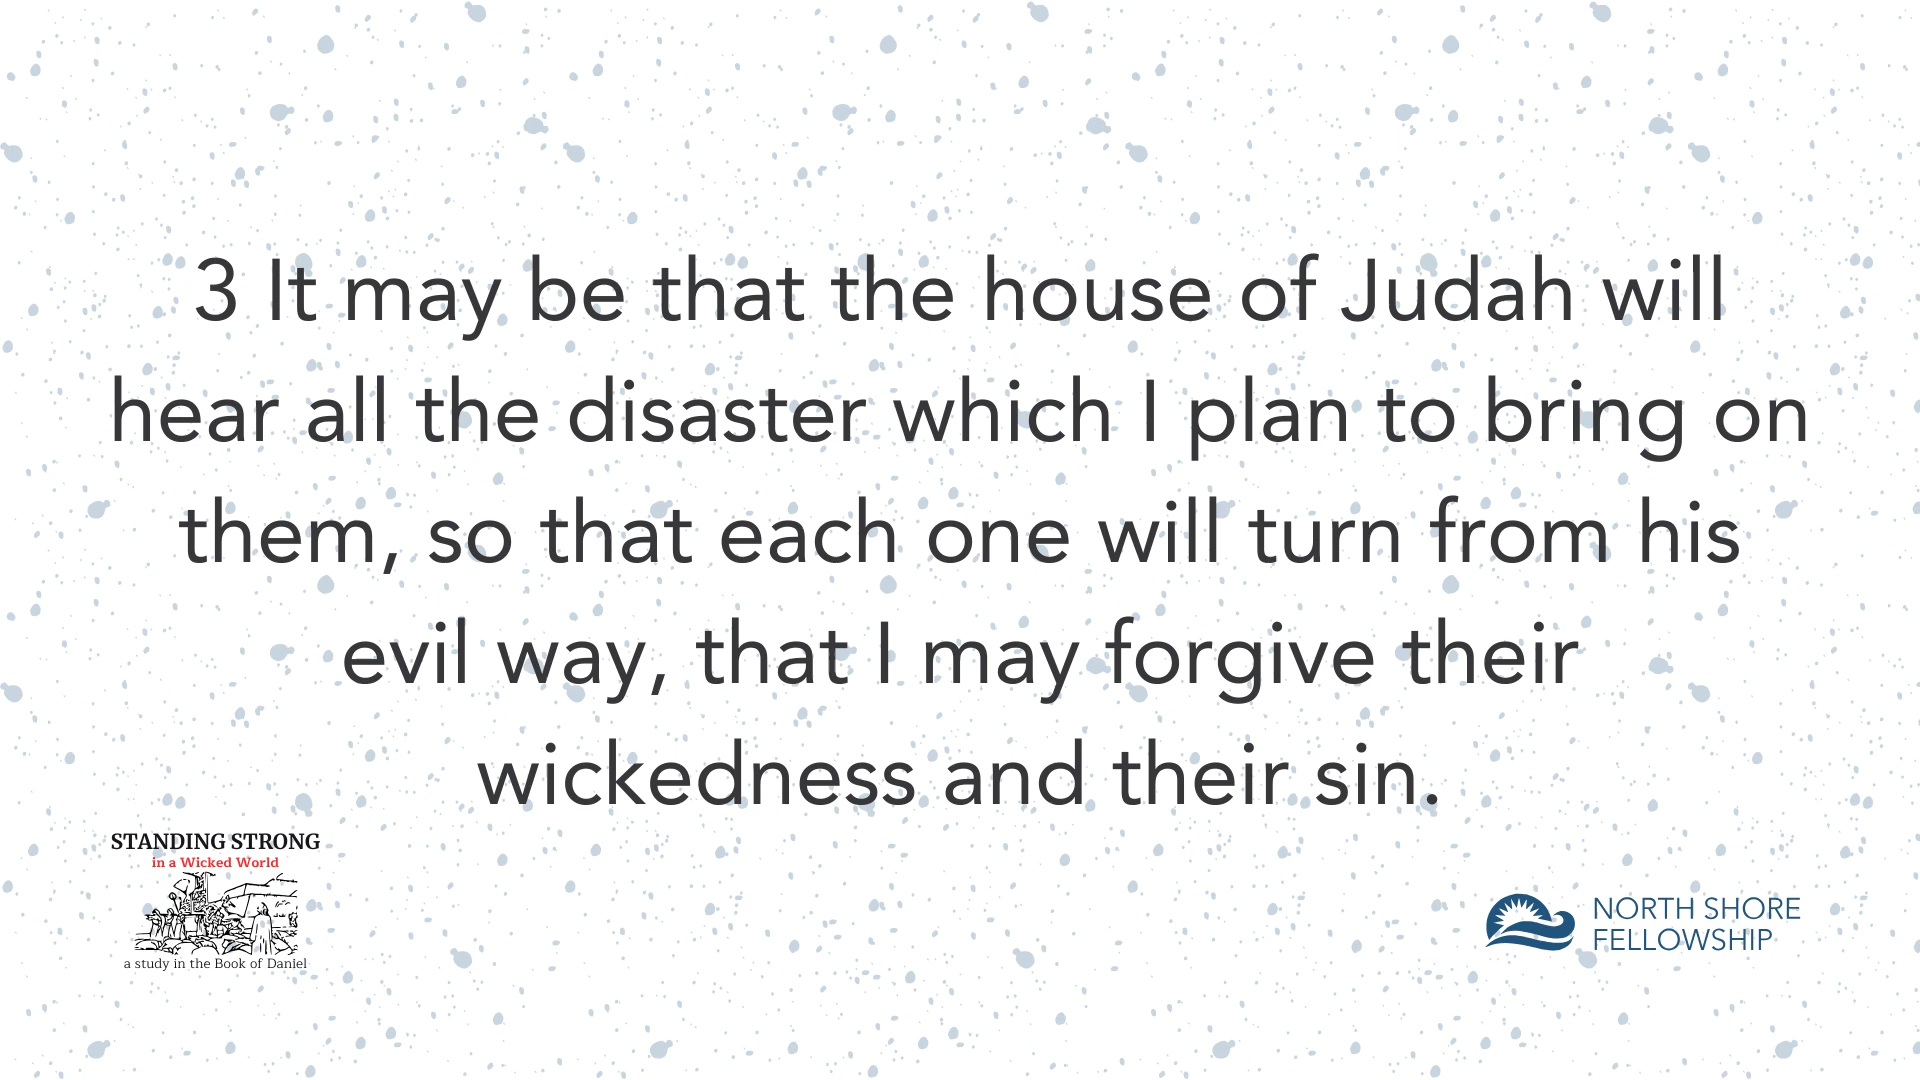 3 It may be that the house of Judah will
hear all the disaster which I plan to bring on
them, so that each one will turn from his
evil way, that I may forgive their
wickedness and their sin.
STANDING STRONG
in a Wicked World
a study in the Book of Daniel
NORTH SHORE
FELLOWSHIP